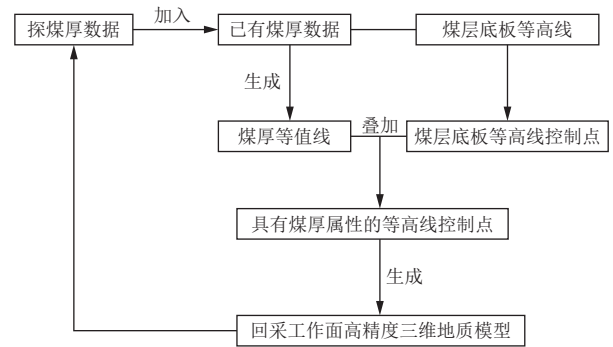 探煤厚数据
加入
已有煤厚数据
煤层底板等高线
生成
煤厚等值线
叠加
煤层底板等高线控制点
具有煤厚属性的等高线控制点
生成
回采工作面高精度三维地质模型